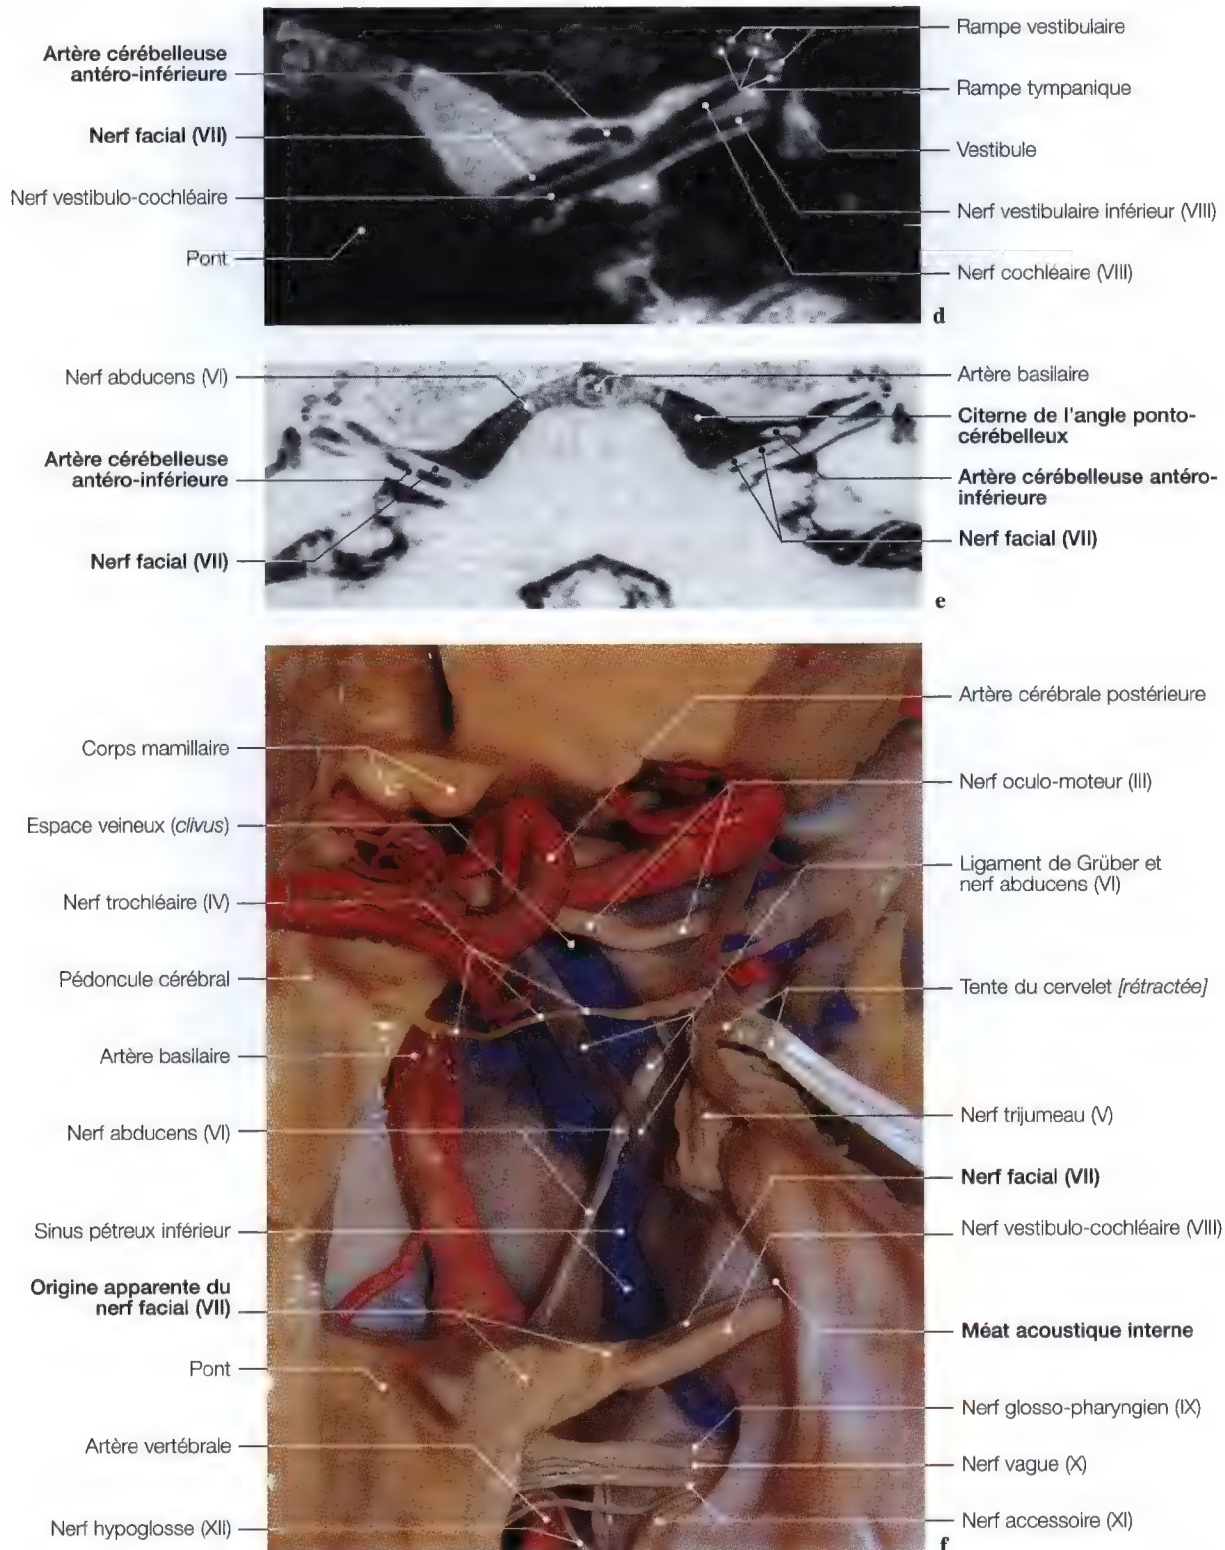 Artère cérébelleuse
antéro-inférieure
Nerf facial (VII)
Nerf vestibulo-cochléaire
Pont
Rampe vestibulaire
Rampe tympanique
Vestibule
Nerf vestibulaire inférieur (VIII)
Nerf cochléaire (VIII)
d
Nerf abducens (VI)
Artère cérébelleuse
antéro-inférieure
Nerf facial (VII)
Artère basilaire
Citerne de l'angle ponto-
cérébelleux
Artère cérébelleuse antéro-
inférieure
Nerf facial (VII)
e
Corps mamillaire
Espace veineux (clivus)
Nerf trochléaire (IV)
Pédoncule cérébral
Artère basilaire
Nerf abducens (VI)
Sinus pétreux inférieur
Origine apparente du
nerf facial (VII)
Pont
Artère vertébrale
Nerf hypoglosse (XII)
Artère cérébrale postérieure
Nerf oculo-moteur (III)
Ligament de Grüber et
nerf abducens (VI)
Tente du cervelet [rétractée]
Nerf trijumeau (V)
Nerf facial (VII)
Nerf vestibulo-cochléaire (VIII)
Méat acoustique interne
Nerf glosso-pharyngien (IX)
Nerf vague (X)
Nerf accessoire (XI)
f